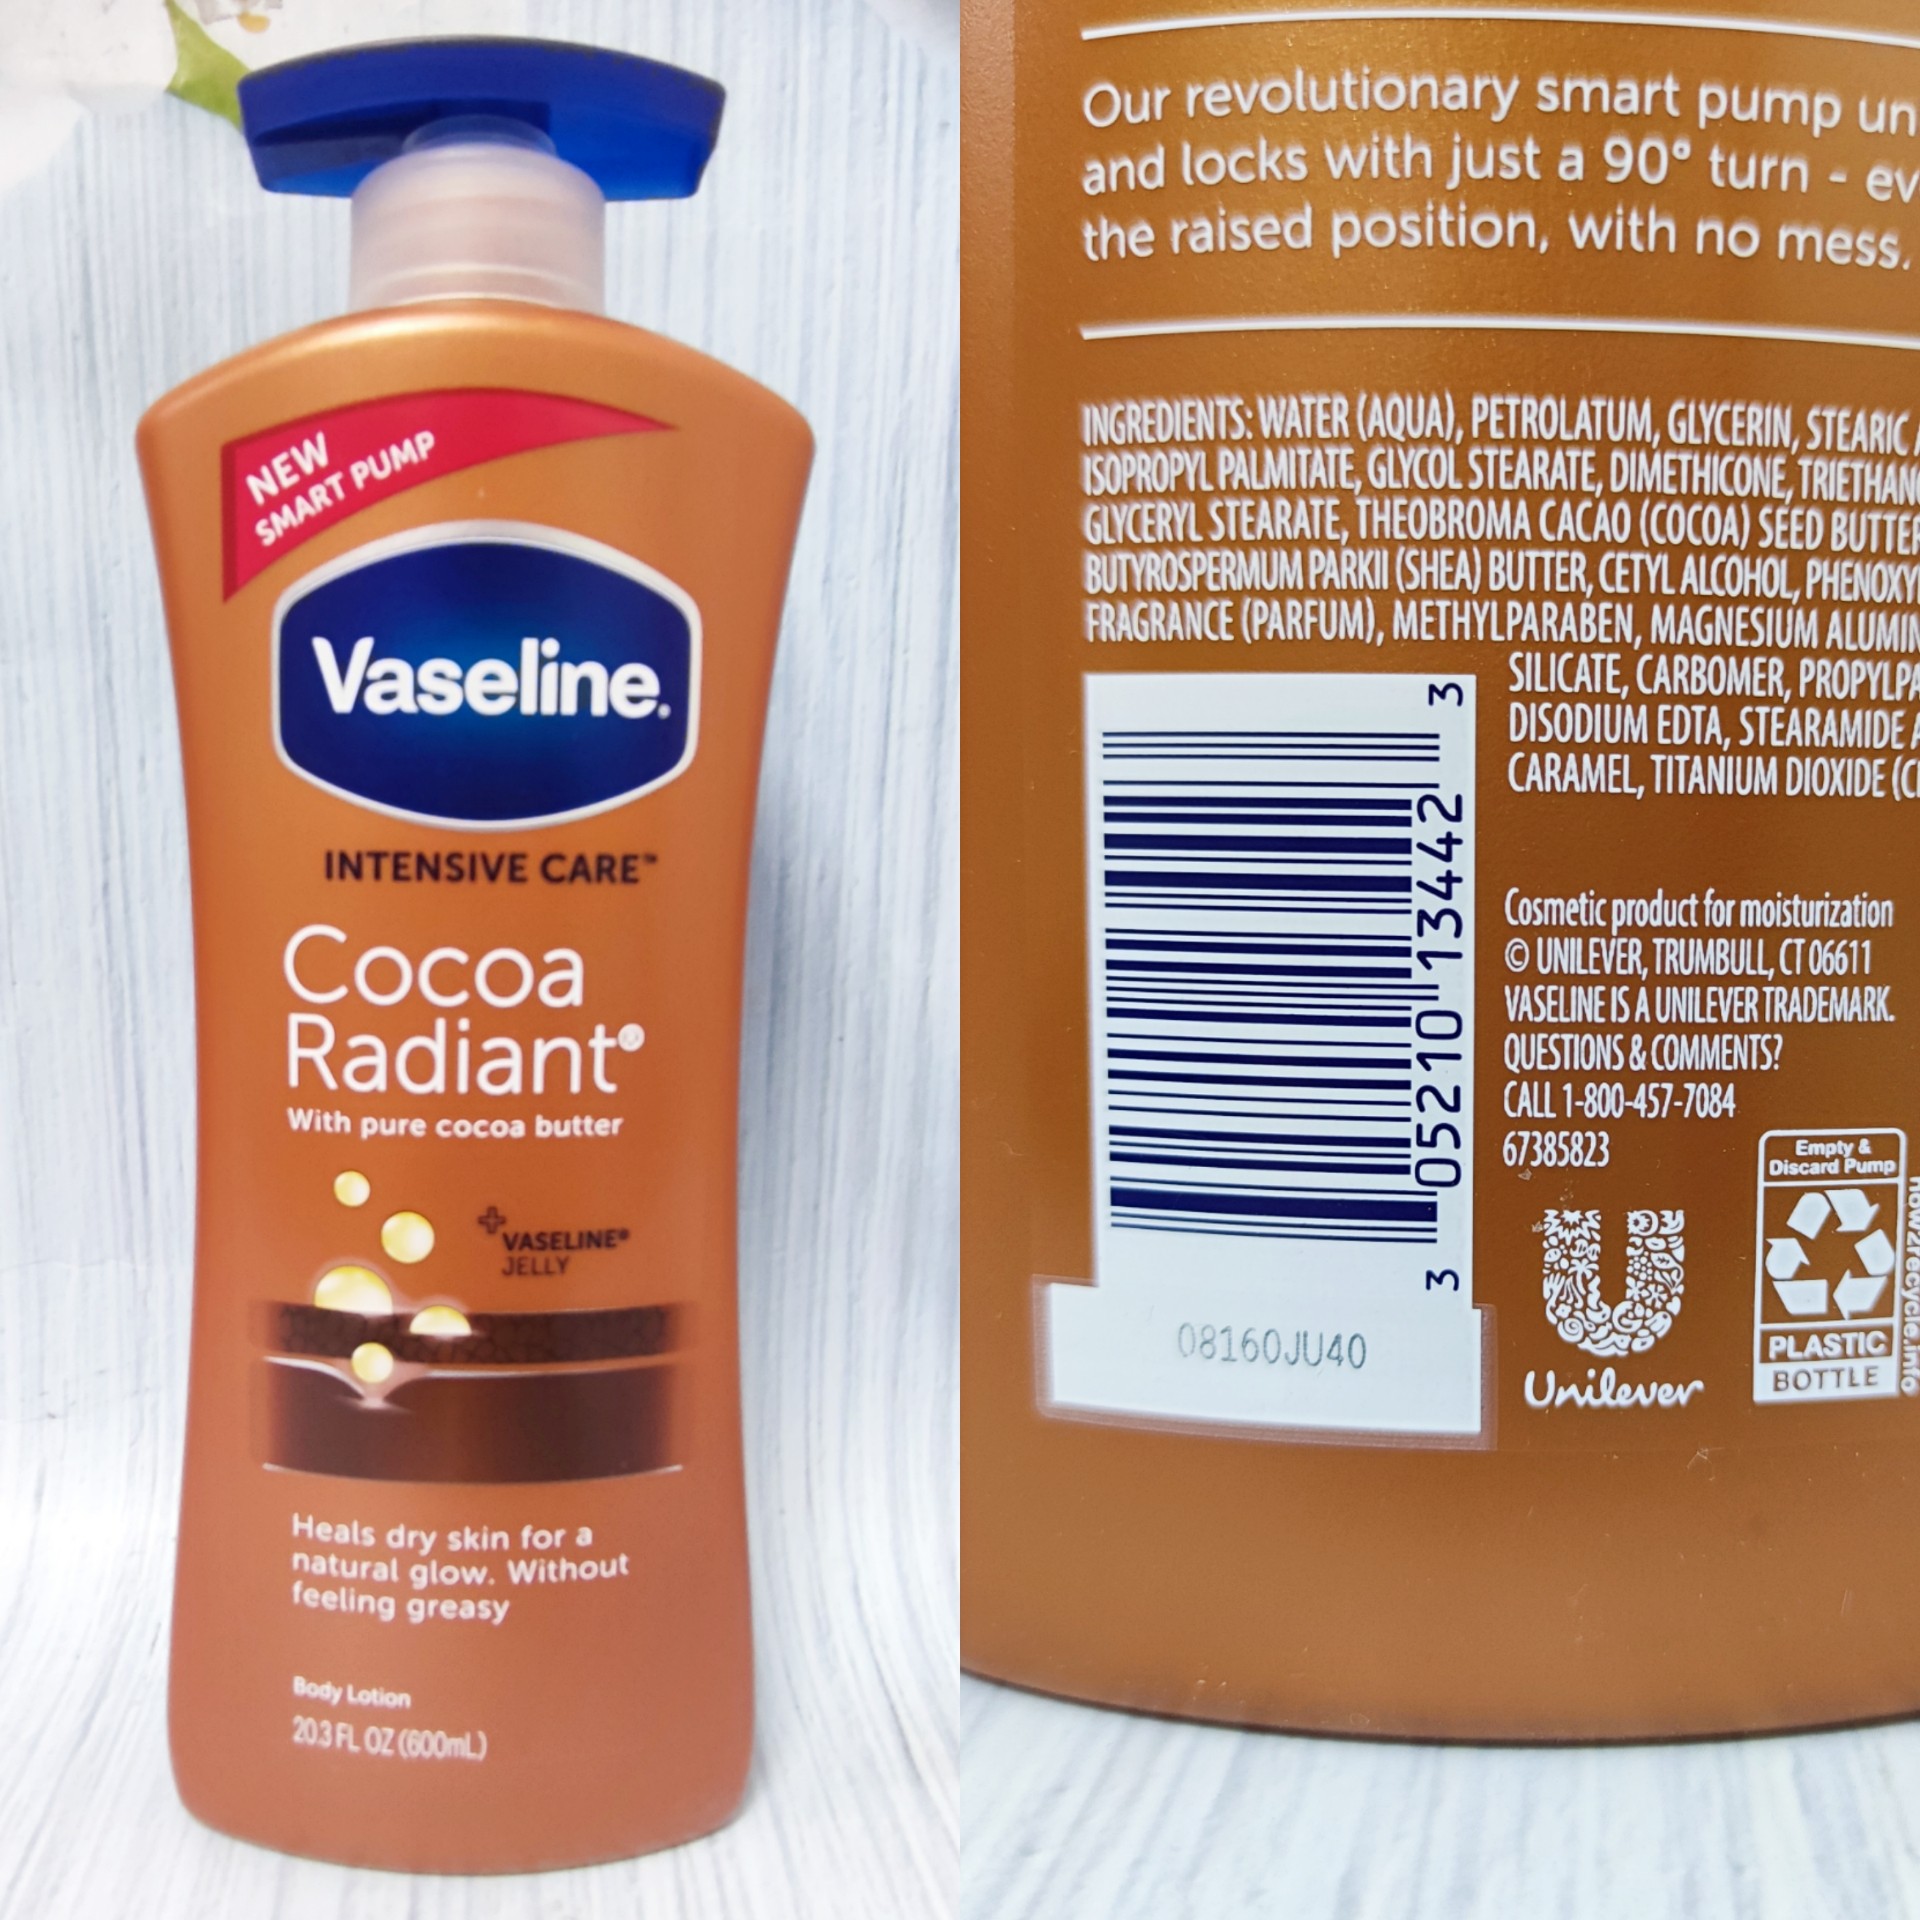 NEW
SMART PUMP
Vaseline.
INTENSIVE CARE™
Cocoa
Radiant®
With pure cocoa butter
+ VASELINE®
JELLY
Heals dry skin for a
natural glow. Without
feeling greasy
Body Lotion
20.3 FL OZ (600mL)
Our revolutionary smart pump un
and locks with just a 90° turn - ev
the raised position, with no mess.
INGREDIENTS: WATER (AQUA), PETROLATUM, GLYCERIN, STEARIC A
ISOPROPYL PALMITATE, GLYCOL STEARATE, DIMETHICONE, TRIETHANO
GLYCERYL STEARATE, THEOBROMA CACAO (COCOA) SEED BUTTER
BUTYROSPERMUM PARKII (SHEA) BUTTER, CETYL ALCOHOL, PHENOXY
FRAGRANCE (PARFUM), METHYLPARABEN, MAGNESIUM ALUMIN
SILICATE, CARBOMER, PROPYLPA
DISODIUM EDTA, STEARAMIDE A
CARAMEL, TITANIUM DIOXIDE (CI
3 05210 13442 3
08160JU40
Cosmetic product for moisturization
© UNILEVER, TRUMBULL, CT 06611
VASELINE IS A UNILEVER TRADEMARK.
QUESTIONS & COMMENTS?
CALL 1-800-457-7084
67385823
Unilever
Empty &
Discard Pump
PLASTIC
BOTTLE
how2recycle.info